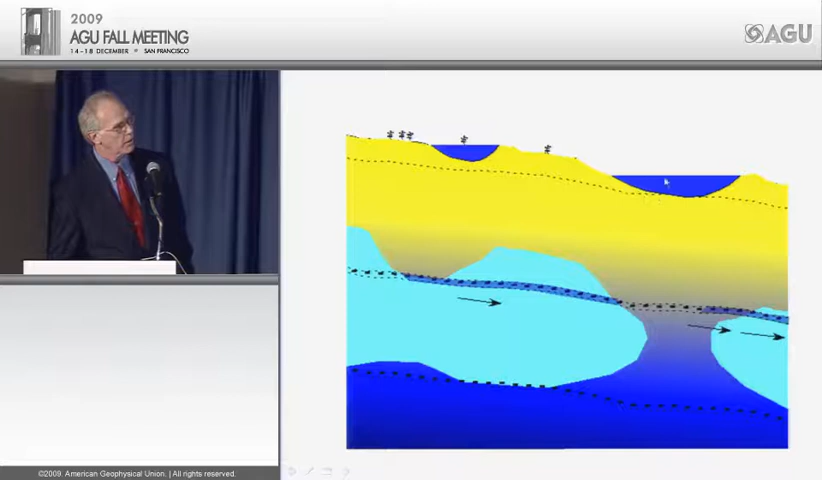 2009
AGU FALL MEETING
14 - 18 DECEMBER • SAN FRANCISCO
AGU
©2009. American Geophysical Union. | All rights reserved.